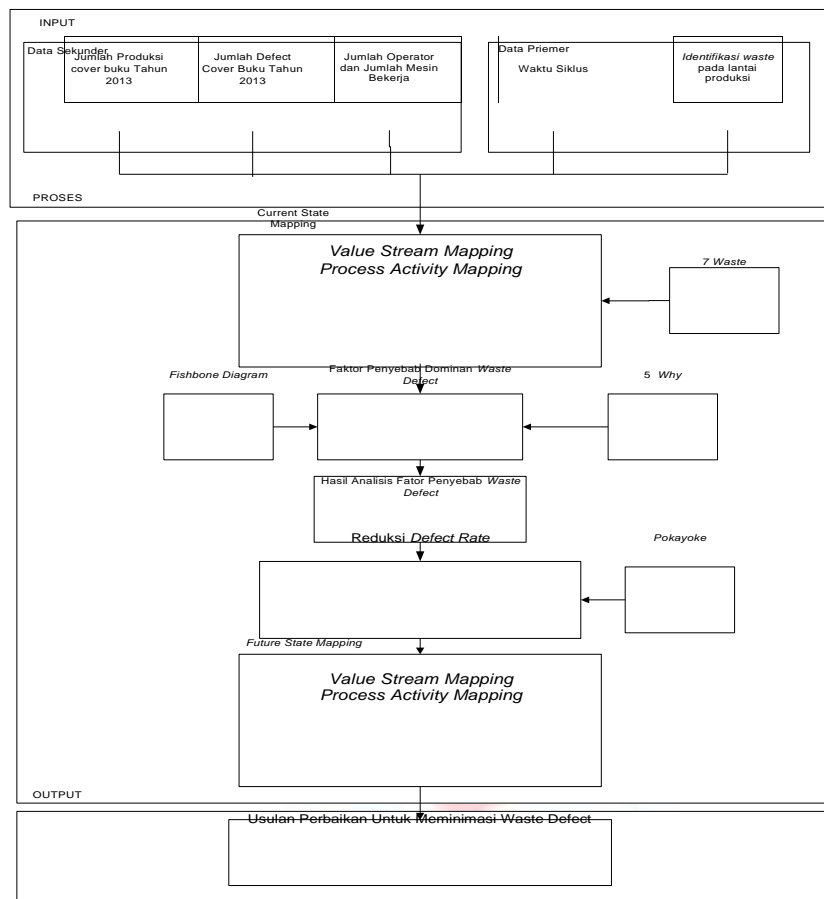 INPUT
Data Sekunder
Jumlah Produksi
cover buku Tahun
2013
Jumlah Defect
Cover Buku Tahun
2013
Jumlah Operator
dan Jumlah Mesin
Bekerja
Data Priemer
Waktu Siklus
Identifikasi waste
pada lantai
produksi
PROSES
Current State
Mapping
Value Stream Mapping
Process Activity Mapping
7 Waste
Faktor Penyebab Dominan Waste
Defect
Fishbone Diagram
5 Why
Hasil Analisis Fator Penyebab Waste
Defect
Reduksi Defect Rate
Pokayoke
Future State Mapping
Value Stream Mapping
Process Activity Mapping
OUTPUT
Usulan Perbaikan Untuk Meminimasi Waste Defect